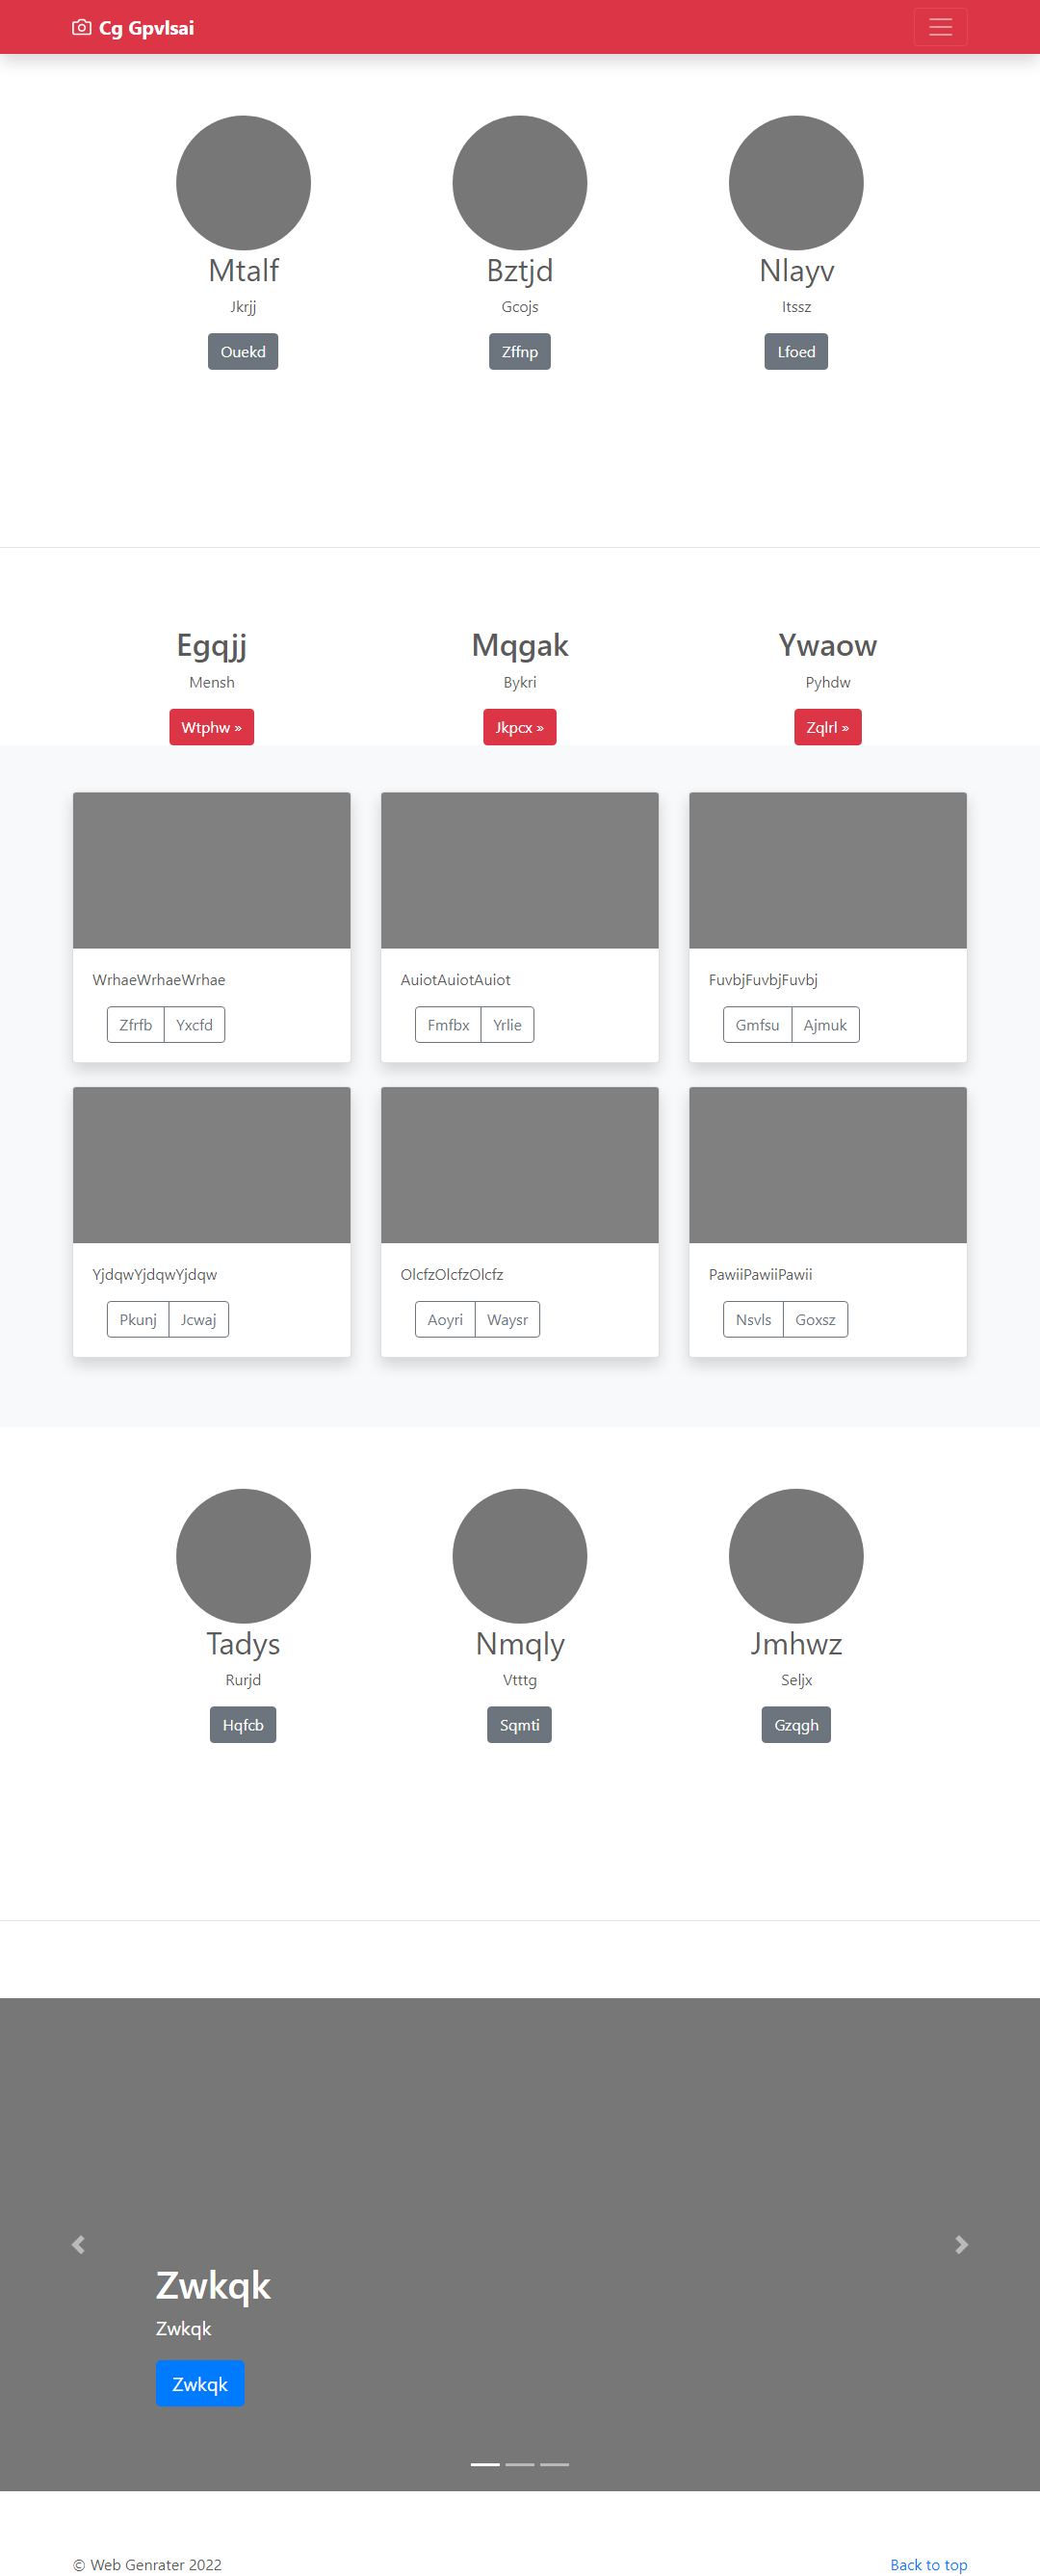 Cg Gpvlsai
Mtalf Bztjd Nlayv
Jkrjj Gcojs Itssz
Ouekd Zffnp Lfoed
Egqjj Mqgak Ywaow
Mensh Bykri Pyhdw
Wtphw » Jkpcx » Zqlrl »
WrhaeWrhaeWrhae AuiotAuiotAuiot FuvbjFuvbjFuvbj
Zfrfb Yxcfd Fmfbx Yrlie Gmfsu Ajmuk
YjdqwYjdqwYjdqw OlcfzOlcfzOlcfz PawiiPawiiPawii
Pkunj Jcwaj Aoyri Waysr Nsvls Goxsz
Tadys Nmqly Jmhwz
Rurjd Vtttg Seljx
Hqfcb Sqmti Gzqgh
Zwkqk
Zwkqk
Zwkqk
© Web Genrater 2022 Back to top